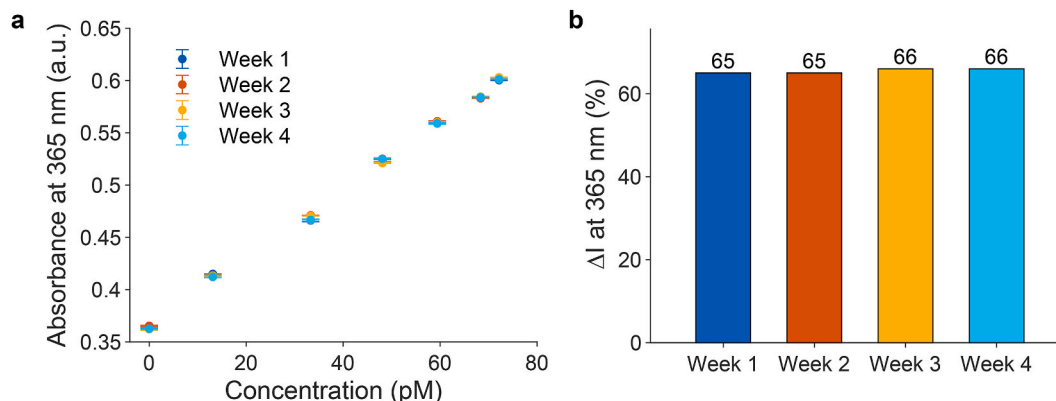 a
Absorbance at 365 nm (a.u.)
0.65
0.6
0.55
0.5
0.45
0.4
0.35
Week 1
Week 2
Week 3
Week 4
0 20 40 60 80
Concentration (pM)
b
ΔI at 365 nm (%)
60
40
20
0
65 65 66 66
Week 1 Week 2 Week 3 Week 4